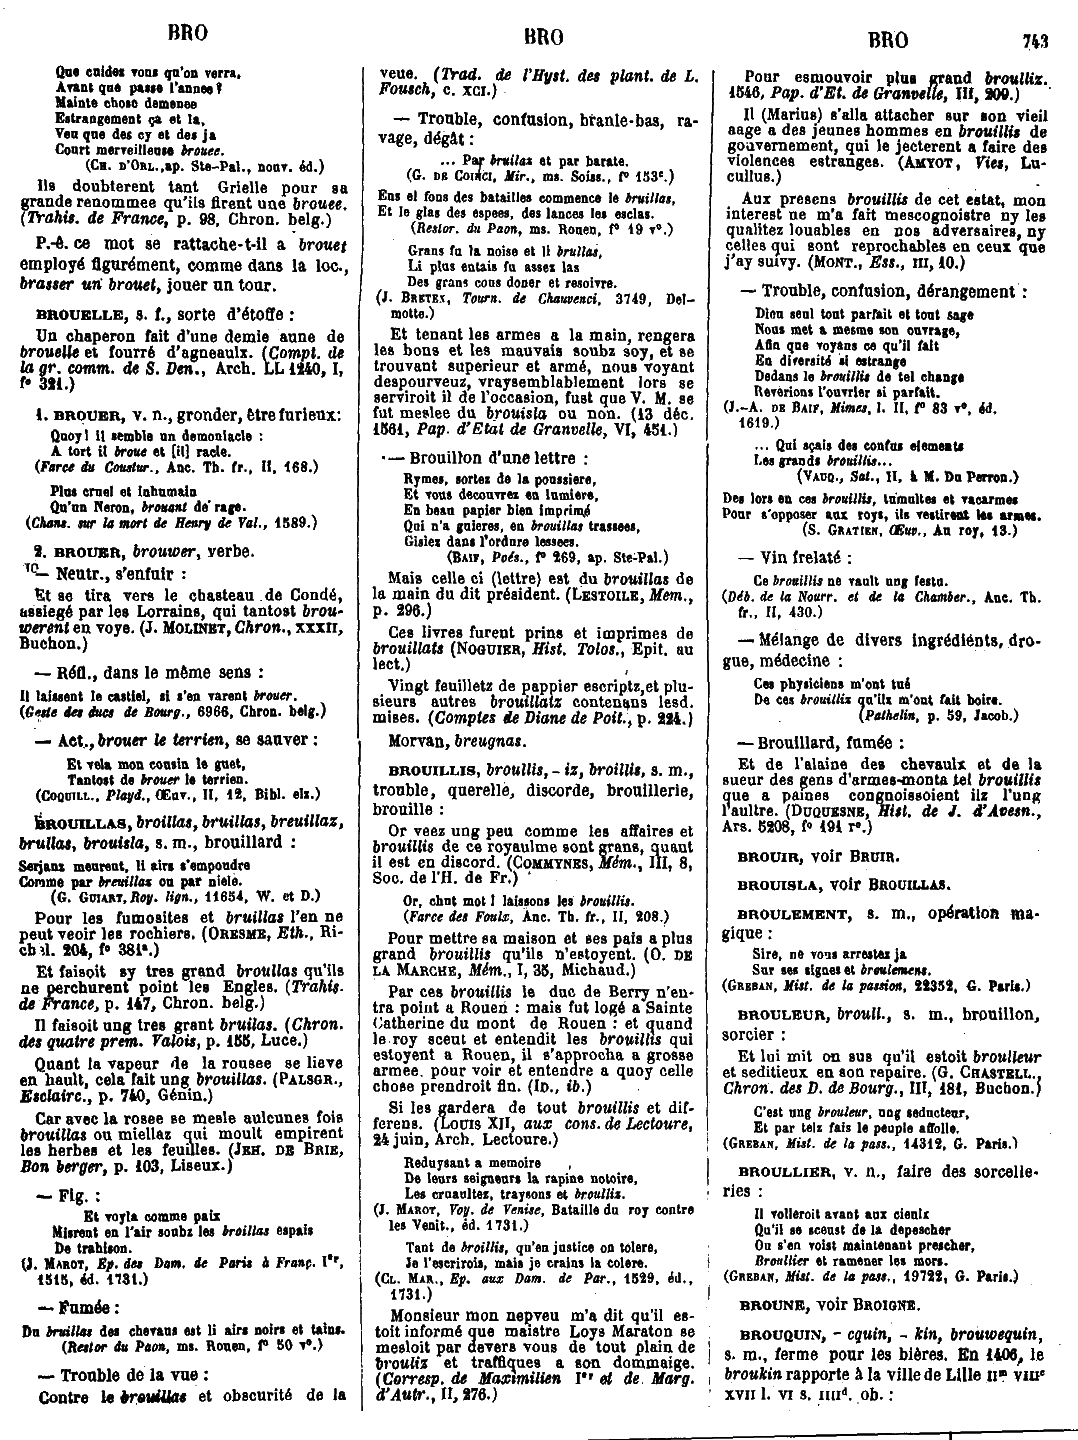 BRO
BRO
BRO
743
Que cuides vous qu'on verra,
Avant que passe l'annee?
Mainte chose demenee
Estrangement ça et la,
Veu que des cy et des ja
Court merveilleuse brouee.
(Ch. d'Orl., ap. Ste-Pal., nouv. éd.)
Ils doubterent tant Grielle pour sa
grande renommee qu'ils firent une brouee.
(Trahis. de France, p. 98, Chron. belg.)
P.-ê. ce mot se rattache-t-il a brouet
employé figurément, comme dans la loc.,
brasser un brouet, jouer un tour.
BROUELLE, s. f., sorte d'étoffe :
Un chaperon fait d'une demie aune de
brouelle et fourré d'agneaulx. (Compt. de
la gr. comm. de S. Den., Arch. LL 1240, I,
f° 321.)
1. BROUER, v. n., gronder, être furieux:
Quoy! il semble un demoniacle :
A tort il broue et [il] racle.
(Farce du Coustur., Anc. Th. fr., II, 168.)
Plus cruel et inhumain
Qu'un Neron, brouant de rage.
(Chans. sur la mort de Henry de Val., 1589.)
2. BROUER, brouwer, verbe.
— Neutr., s'enfuir :
Et se tira vers le chasteau de Condé,
assiegé par les Lorrains, qui tantost brou-
werent en voye. (J. Molinet, Chron., XXXII,
Buchon.)
— Réfl., dans le même sens :
Il laissent le castiel, si s'en varent brouer.
(Geste des ducs de Bourg., 6966, Chron. belg.)
— Act., brouer le terrien, se sauver :
Et vela mon cousin le guet,
Tantost de brouer le terrien.
(Coquill., Playd., Œuv., II, 12, Bibl. elz.)
BROUILLAS, broillas, bruillas, breuillaz,
brullas, brouisla, s. m., brouillard :
Serjanz meurent, li airs s'empoudre
Comme par breuillas ou par niele.
(G. Guiart, Roy. lign., 11654, W. et D.)
Pour les fumosites et bruillas l'en ne
peut veoir les rochiers. (Oresme, Eth., Ri-
chel. 204, f° 381ª.)
Et faisoit sy tres grand broullas qu'ils
ne perchurent point les Engles. (Trahis.
de France, p. 147, Chron. belg.)
Il faisoit ung tres grant bruilas. (Chron.
des quatre prem. Valois, p. 155, Luce.)
Quant la vapeur de la rousee se lieve
en hault, cela fait ung brouillas. (Palsgr.,
Esclairc., p. 740, Génin.)
Car avec la rosee se mesle aulcunes fois
brouillas ou miellaz qui moult empirent
les herbes et les feuilles. (Jeh. de Brie,
Bon berger, p. 103, Liseux.)
— Fig. :
Et voyla comme paix
Misrent en l'air soubz les broillas espais
De trahison.
(J. Marot, Ep. des Dam. de Paris à Franç. Iᵉʳ,
1515, éd. 1731.)
— Fumée :
Du bruillas des chevaus est li airs noirs et tains.
(Restor du Paon, ms. Rouen, f° 50 v°.)
— Trouble de la vue :
Contre le brouillas et obscurité de la
veue. (Trad. de l'Hyst. des plant. de L.
Fousch, c. XCI.)
— Trouble, confusion, branle-bas, ra-
vage, dégât :
... Par brullas et par barate.
(G. de Coinci, Mir., ms. Soiss., f° 153ᶜ.)
Ens el fons des batailles commence le bruillas,
Et le glas des espees, des lances les esclas.
(Restor. du Paon, ms. Rouen, f° 19 v°.)
Grans fu la noise et li brullas,
Li plus entais fu assez las
Des grans cous doner et resoivre.
(J. Bretex, Tourn. de Chauvenci, 3749, Del-
motte.)
Et tenant les armes a la main, rengera
les bons et les mauvais soubz soy, et se
trouvant superieur et armé, nous voyant
despourveuz, vraysemblablement lors se
serviroit il de l'occasion, fust que V. M. se
fut meslee du brouisla ou non. (13 déc.
1561, Pap. d'Etat de Granvelle, VI, 451.)
— Brouillon d'une lettre :
Rymes, sortez de la poussiere,
Et vous decouvrez en lumiere,
En beau papier bien imprimé
Qui n'a guieres, en brouillas trassees,
Gisiez dans l'ordure lessees.
(Baif, Poés., f° 269, ap. Ste-Pal.)
Mais celle ci (lettre) est du brouillas de
la main du dit président. (Lestoile, Mem.,
p. 296.)
Ces livres furent prins et imprimes de
brouillats (Noguier, Hist. Tolos., Epit. au
lect.)
Vingt feuilletz de pappier escriptz, et plu-
sieurs autres brouillatz contenans lesd.
mises. (Comptes de Diane de Poit., p. 224.)
Morvan, breugnas.
BROUILLIS, broullis, - iz, broillis, s. m.,
trouble, querelle, discorde, brouillerie,
brouille :
Or veez ung peu comme les affaires et
brouillis de ce royaulme sont grans, quant
il est en discord. (Commynes, Mém., III, 8,
Soc. de l'H. de Fr.)
Or, chut mot ! laissons les brouillis.
(Farce des Foulx, Anc. Th. fr., II, 208.)
Pour mettre sa maison et ses pais a plus
grand brouillis qu'ils n'estoyent. (O. de
la Marche, Mém., I, 35, Michaud.)
Par ces brouillis le duc de Berry n'en-
tra point a Rouen : mais fut logé a Sainte
Catherine du mont de Rouen : et quand
le roy sceut et entendit les brouillis qui
estoyent a Rouen, il s'approcha a grosse
armee. pour voir et entendre a quoy celle
chose prendroit fin. (Id., ib.)
Si les gardera de tout brouillis et dif-
ferens. (Louis XII, aux cons. de Lectoure,
24 juin, Arch. Lectoure.)
Reduysant a memoire
De leurs seigneurs la rapine notoire,
Les cruaultez, traysons et broullis.
(J. Marot, Voy. de Venise, Bataille du roy contre
les Venit., éd. 1731.)
Tant de broillis, qu'en justice on tolere,
Je l'escrirois, mais je crains la colere.
(Cl. Mar., Ep. aux Dam. de Par., 1529, éd.,
1731.)
Monsieur mon nepveu m'a dit qu'il es-
toit informé que maistre Loys Maraton se
mesloit par devers vous de tout plain de
brouliz et traffiques a son dommaige.
(Corresp. de Maximilien Iᵉʳ et de Marg.
d'Autr., II, 276.)
Pour esmouvoir plus grand broulliz.
1546, Pap. d'Et. de Granvelle, III, 209.)
Il (Marius) s'alla attacher sur son vieil
aage a des jeunes hommes en brouillis de
gouvernement, qui le jecterent a faire des
violences estranges. (Amyot, Vies, Lu-
cullus.)
Aux presens brouillis de cet estat, mon
interest ne m'a fait mescognoistre ny les
qualitez louables en nos adversaires, ny
celles qui sont reprochables en ceux que
j'ay suivy. (Mont., Ess., III, 10.)
— Trouble, confusion, dérangement :
Dieu seul tout parfait et tout sage
Nous met a mesme son ouvrage,
Afin que voyans ce qu'il fait
En diversité si estrange
Dedans le brouillis de tel change
Reverions l'ouvrier si parfait.
(J.-A. de Baif, Mimes, l. II, f° 83 v°, éd.
1619.)
... Qui sçais des confus elements
Les grands brouillis...
(Vauq., Sat., II, à M. Du Perron.)
Des lors en ces brouillis, tumultes et vacarmes
Pour s'opposer aux roys, ils vestirent les armes.
(S. Gratien, Œuv., Au roy, 13.)
— Vin frelaté :
Ce brouillis ne vault ung festu.
(Déb. de la Nourr. et de la Chamber., Anc. Th.
fr., II, 430.)
— Mélange de divers ingrédients, dro-
gue, médecine :
Ces physiciens m'ont tué
De ces brouillix qu'ilz m'ont fait boire.
(Pathelin, p. 59, Jacob.)
— Brouillard, fumée :
Et de l'alaine des chevaulx et de la
sueur des gens d'armes monta tel brouillis
que a paines congnoissoient ilz l'ung
l'aultre. (Duquesne, Hist. de J. d'Avesn.,
Ars. 5208, f° 191 r°.)
BROUIR, voir Bruir.
BROUISLA, voir Brouillas.
BROULEMENT, s. m., opération ma-
gique :
Sire, ne vous arrestez ja
Sur ses signes et broulemens.
(Greban, Mist. de la passion, 22352, G. Paris.)
BROULEUR, broull., s. m., brouillon,
sorcier :
Et lui mit on sus qu'il estoit broulleur
et seditieux en son repaire. (G. Chastell.,
Chron. des D. de Bourg., III, 181, Buchon.)
C'est ung brouleur, ung seducteur,
Et par telz fais le peuple affolle.
(Greban, Mist. de la pass., 14312, G. Paris.)
BROULLIER, v. n., faire des sorcelle-
ries :
Il volleroit avant aux cieulx
Qu'il se sceust de la depescher
Ou s'en voist maintenant prescher,
Broullier et ramener les mors.
(Greban, Mist. de la pass., 19722, G. Paris.)
BROUNE, voir Broigne.
BROUQUIN, - cquin, - kin, brouwequin,
s. m., ferme pour les bières. En 1406, le
broukin rapporte à la ville de Lille IIᵐ VIIIᶜ
XVII l. VI s. IIIIᵈ. ob. :